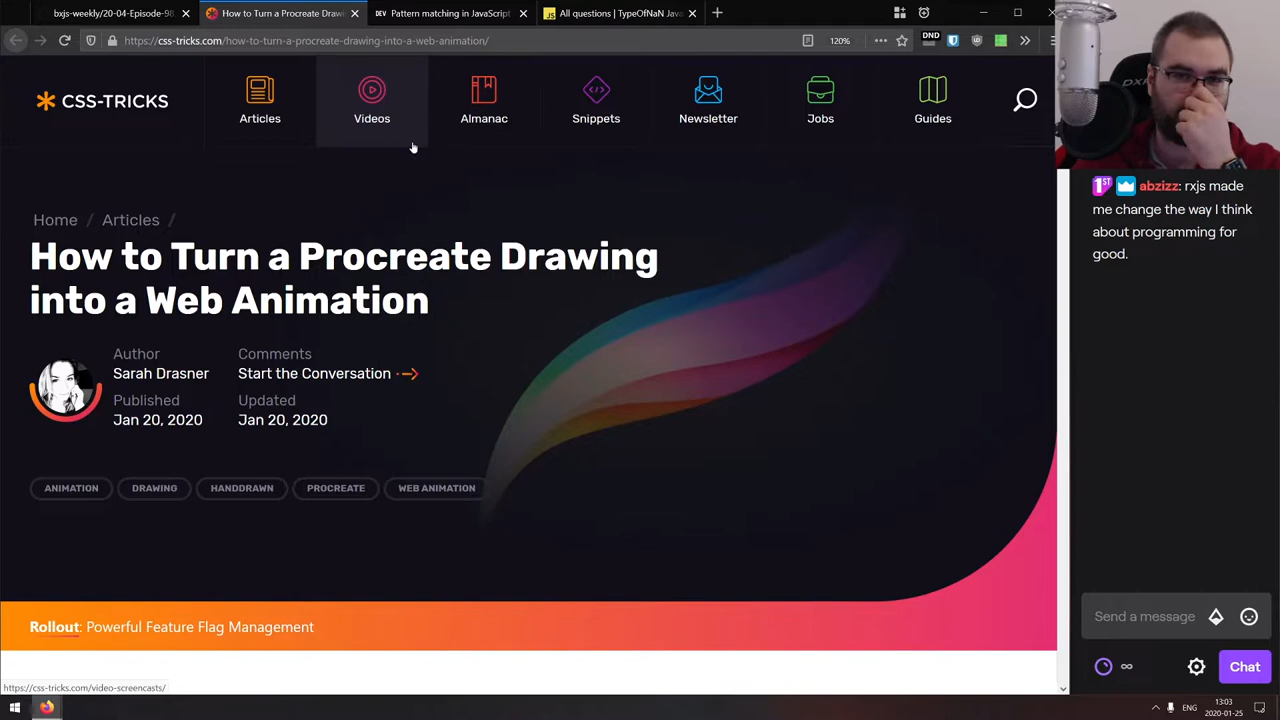 bxjs-weekly/20-04-Episode-98.
How to Turn a Procreate Drawin
DEV Pattern matching in JavaScript
JS All questions | TypeOfNaN Java
https://css-tricks.com/how-to-turn-a-procreate-drawing-into-a-web-animation/
120%
DND
CSS-TRICKS
Articles
Videos
Almanac
Snippets
Newsletter
Jobs
Guides
Home / Articles /
How to Turn a Procreate Drawing
into a Web Animation
Author
Sarah Drasner
Comments
Start the Conversation
Published
Jan 20, 2020
Updated
Jan 20, 2020
ANIMATION
DRAWING
HANDDRAWN
PROCREATE
WEB ANIMATION
Rollout: Powerful Feature Flag Management
https://css-tricks.com/video-screencasts/
1ST abzizz: rxjs made
me change the way I think
about programming for
good.
Send a message
∞
Chat
ENG
13:03
2020-01-25